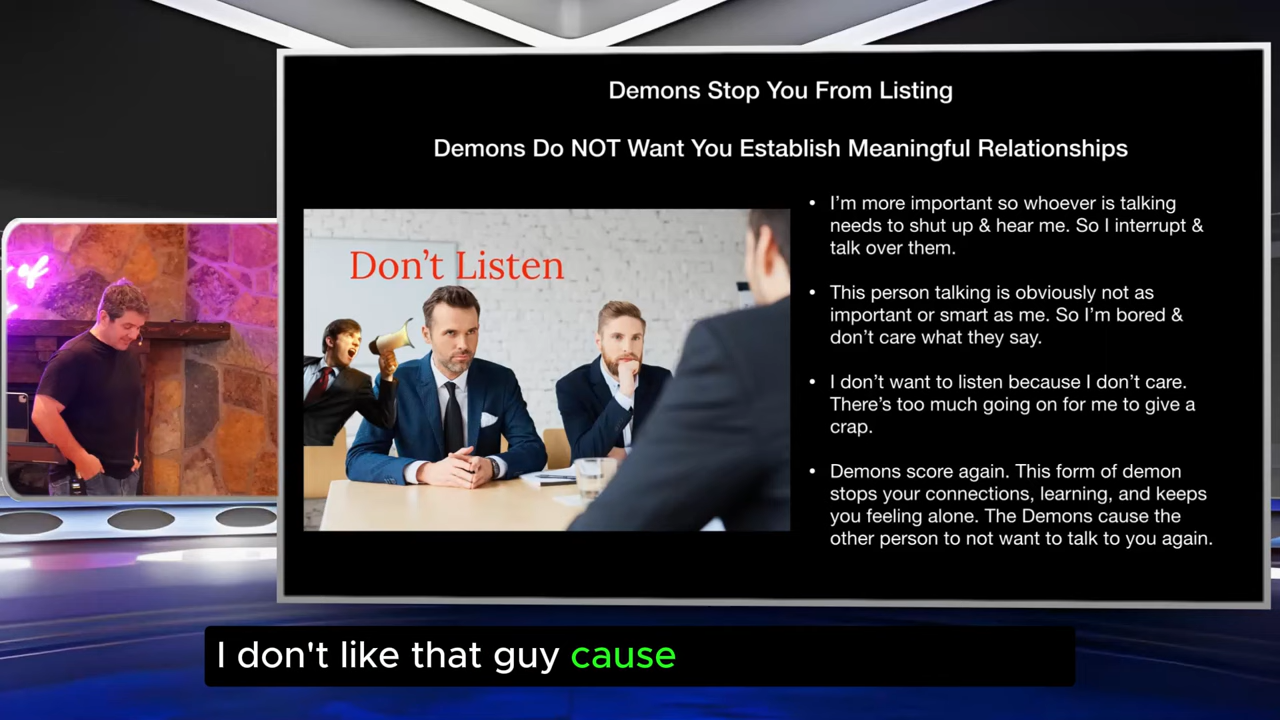 Demons Stop You From Listing
Demons Do NOT Want You Establish Meaningful Relationships
Don't Listen
• I'm more important so whoever is talking
needs to shut up & hear me. So I interrupt &
talk over them.
• This person talking is obviously not as
important or smart as me. So I'm bored &
don't care what they say.
• I don't want to listen because I don't care.
There's too much going on for me to give a
crap.
• Demons score again. This form of demon
stops your connections, learning, and keeps
you feeling alone. The Demons cause the
other person to not want to talk to you again.
of
I don't like that guy cause